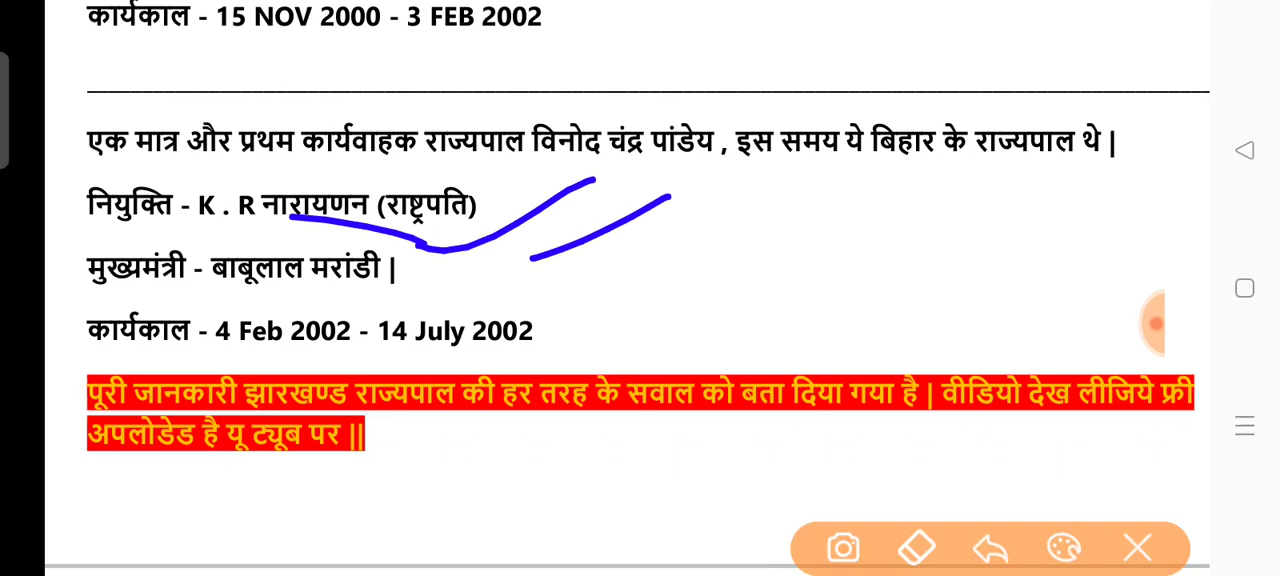 कार्यकाल - 15 NOV 2000 - 3 FEB 2002
एक मात्र और प्रथम कार्यवाहक राज्यपाल विनोद चंद्र पांडेय , इस समय ये बिहार के राज्यपाल थे |
नियुक्ति - K . R नारायणन (राष्ट्रपति)
मुख्यमंत्री - बाबूलाल मरांडी |
कार्यकाल - 4 Feb 2002 - 14 July 2002
पूरी जानकारी झारखण्ड राज्यपाल की हर तरह के सवाल को बता दिया गया है | वीडियो देख लीजिये फ्री
अपलोडेड है यू ट्यूब पर ||